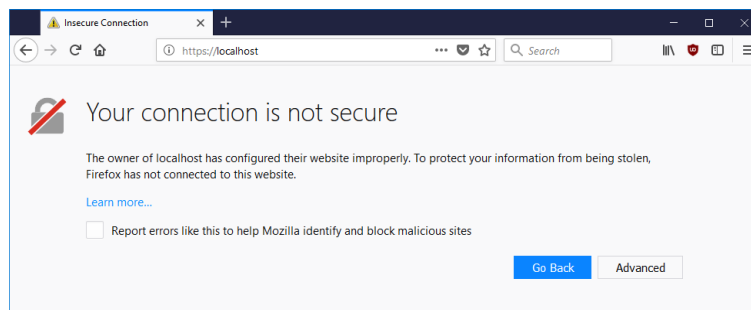 Insecure Connection
https://localhost
Search
Your connection is not secure
The owner of localhost has configured their website improperly. To protect your information from being stolen,
Firefox has not connected to this website.
Learn more...
Report errors like this to help Mozilla identify and block malicious sites
Go Back Advanced